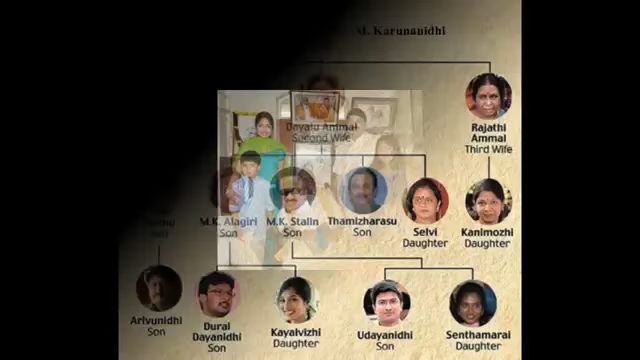 M. Karunanidhi
Dayalu Ammal
Second Wife
Rajathi
Ammal
Third Wife
Son
M.K. Alagiri
Son
M.K. Stalin
Son
Thamizharasu
Son
Selvi
Daughter
Kanimozhi
Daughter
Arivunidhi
Son
Durai
Dayanidhi
Son
Kayalvizhi
Daughter
Udayanidhi
Son
Senthamarai
Daughter